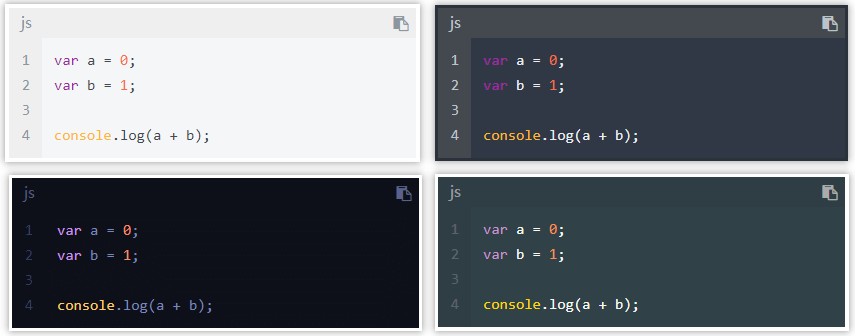 js
1 var a = 0;
2 var b = 1;
3
4 console.log(a + b);
js
1 var a = 0;
2 var b = 1;
3
4 console.log(a + b);
js
1 var a = 0;
2 var b = 1;
3
4 console.log(a + b);
js
1 var a = 0;
2 var b = 1;
3
4 console.log(a + b);